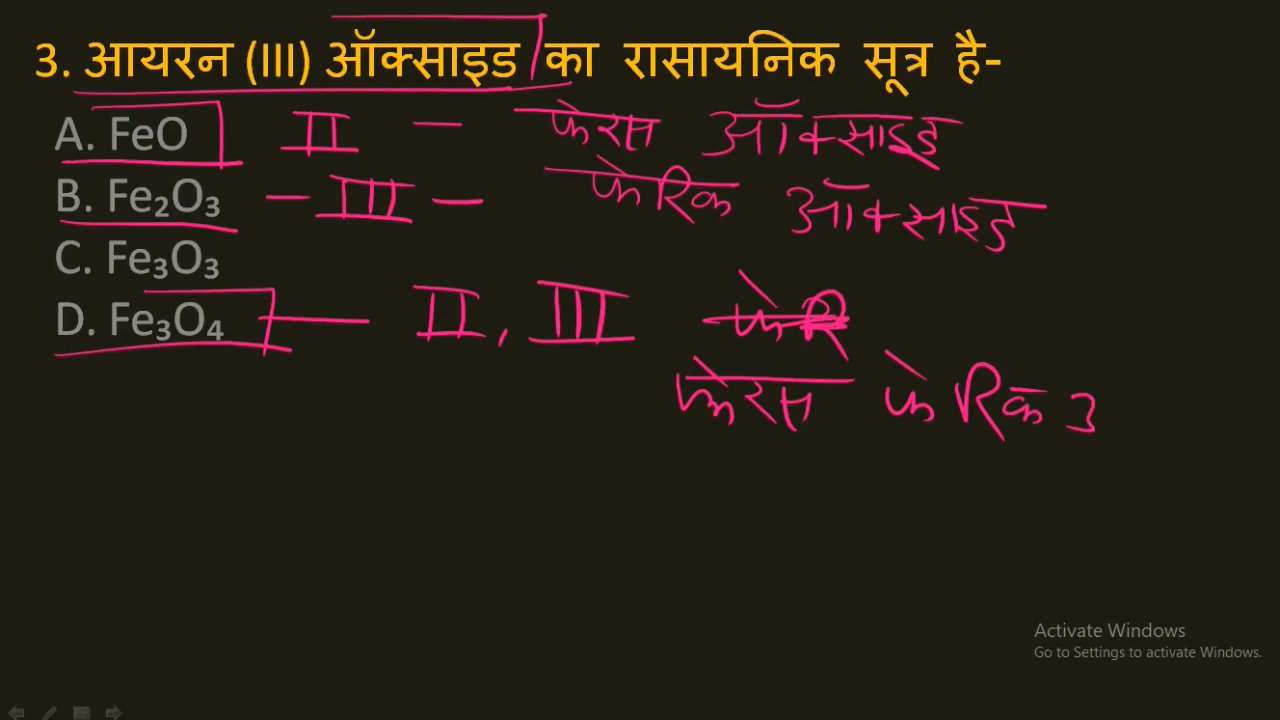 3. आयरन (III) ऑक्साइड का रासायनिक सूत्र है-
A. FeO II — फेरस ऑक्साइड
B. Fe₂O₃ — III — फेरिक ऑक्साइड
C. Fe₃O₃
D. Fe₃O₄ — II, III
फेरस फेरिक
Activate Windows
Go to Settings to activate Windows.